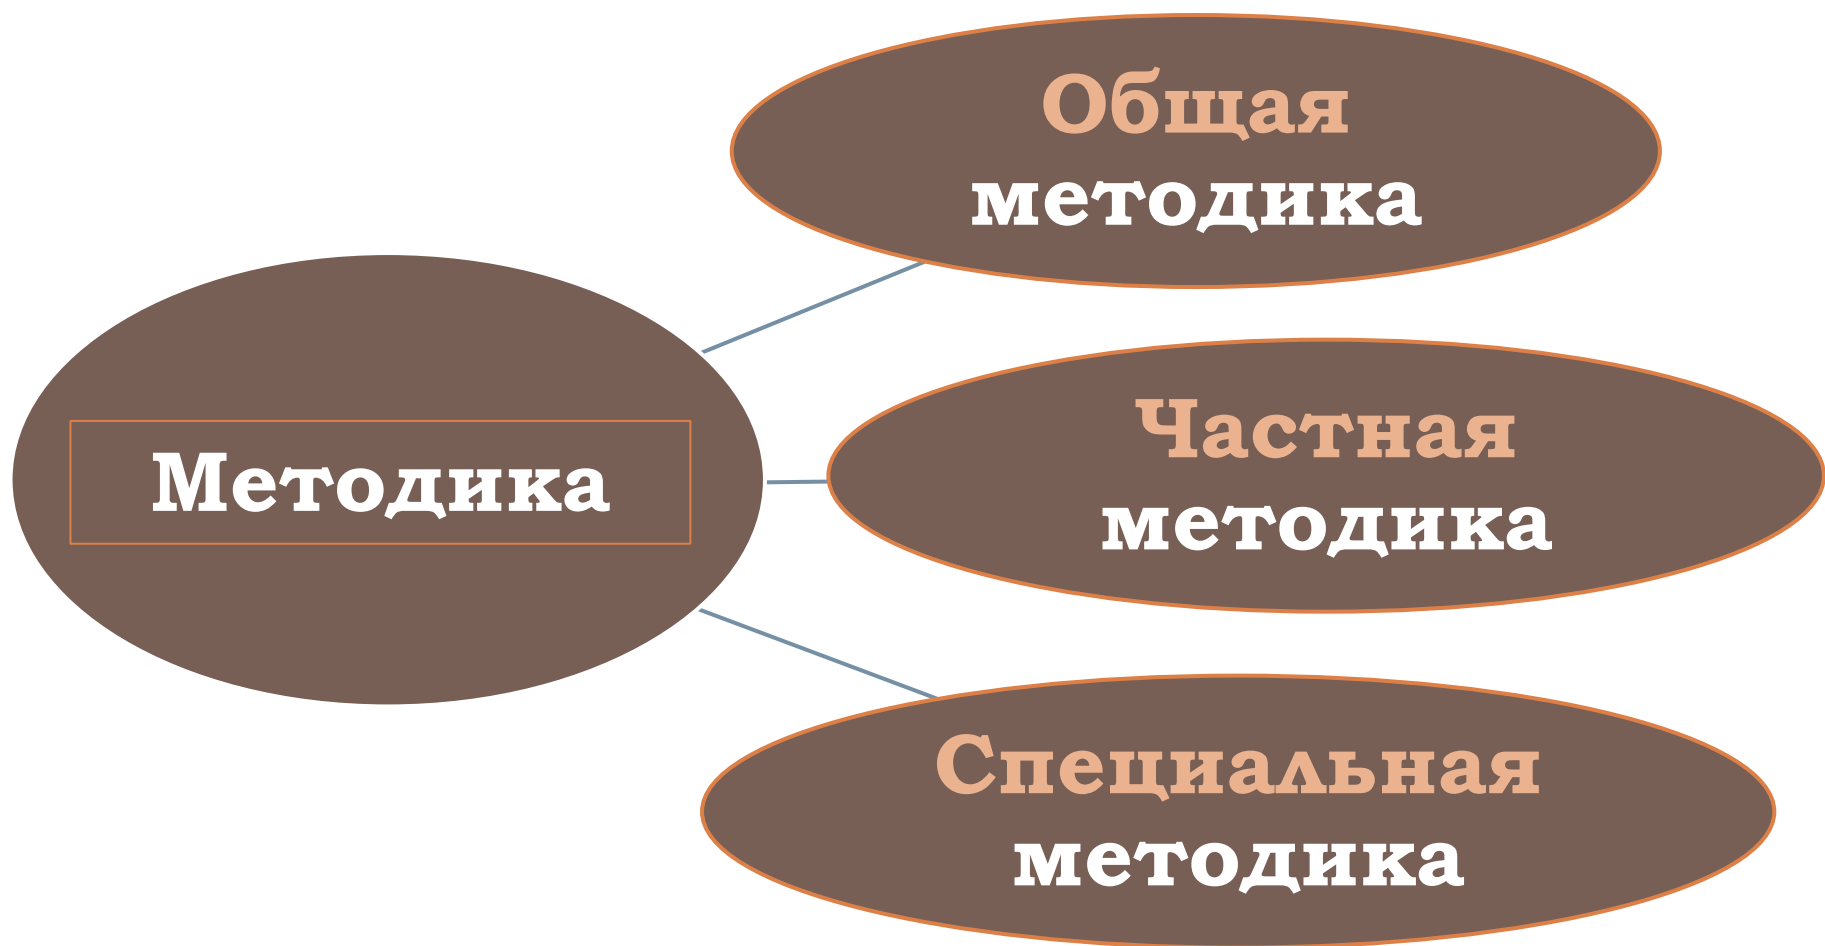 Методика
Общая
методика
Частная
методика
Специальная
методика